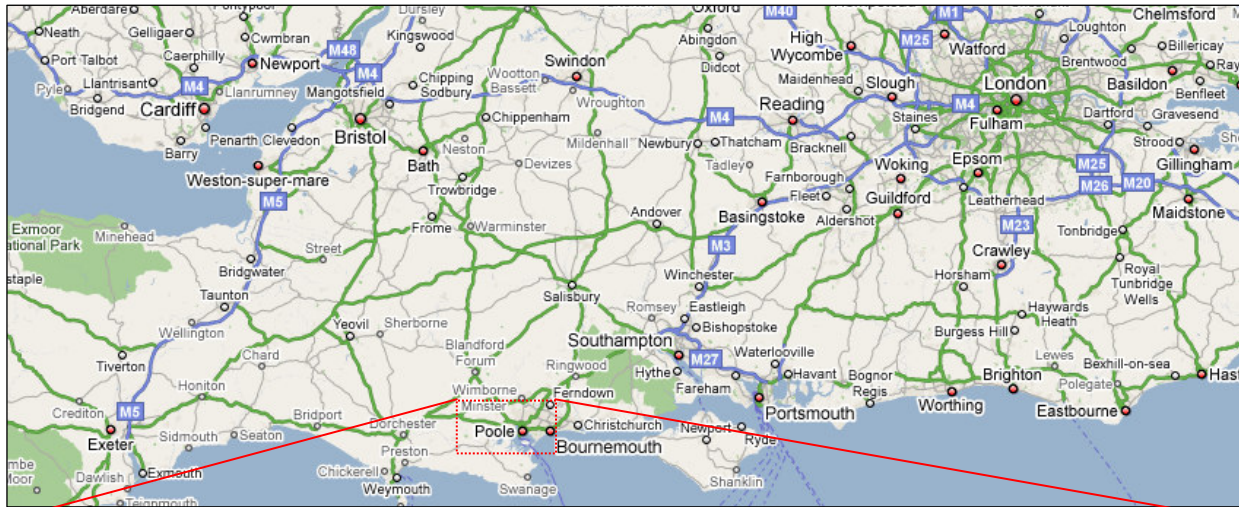 Aberdare
Pontypool
Dursley
Oxford
M40
M1
Chelmsford
Neath
Gelligaer
Cwmbran
M48
Kingswood
Abingdon
High
Wycombe
M25
Watford
Loughton
Billericay
Port Talbot
Caerphilly
Newport
M4
Swindon
Didcot
Brentwood
Basildon
Pyle
Llantrisant
M4
Llanrumney
Chipping
Sodbury
Wootton
Bassett
Maidenhead
Slough
London
Benfleet
Bridgend
Cardiff
Mangotsfield
Wroughton
Reading
M4
Fulham
Dartford
Gravesend
Penarth
Clevedon
Bristol
Chippenham
M4
Staines
Strood
Barry
Neston
Mildenhall
Newbury
Thatcham
Bracknell
Woking
Epsom
M25
Gillingham
Weston-super-mare
Bath
Devizes
Tadley
Farnborough
M26
M20
M5
Trowbridge
Fleet
Leatherhead
Maidstone
Exmoor
National Park
Minehead
Frome
Warminster
Andover
Basingstoke
Aldershot
Guildford
M23
Tonbridge
Street
M3
Crawley
Bridgwater
Winchester
Horsham
Royal
Tunbridge
Wells
Taunton
Salisbury
Romsey
Eastleigh
Haywards
Heath
Wellington
Yeovil
Sherborne
Bishopstoke
Burgess Hill
Tiverton
Chard
Blandford
Forum
Southampton
M27
Waterlooville
Lewes
Bexhill-on-sea
Honiton
Ringwood
Hythe
Fareham
Havant
Bognor
Regis
Brighton
Polegate
Crediton
M5
Bridport
Wimborne
Minster
Ferndown
Portsmouth
Worthing
Eastbourne
Exeter
Sidmouth
Seaton
Dorchester
Poole
Christchurch
Newport
Ryde
Preston
Bournemouth
Dawlish
Exmouth
Chickerell
Weymouth
Swanage
Shanklin
Teignmouth